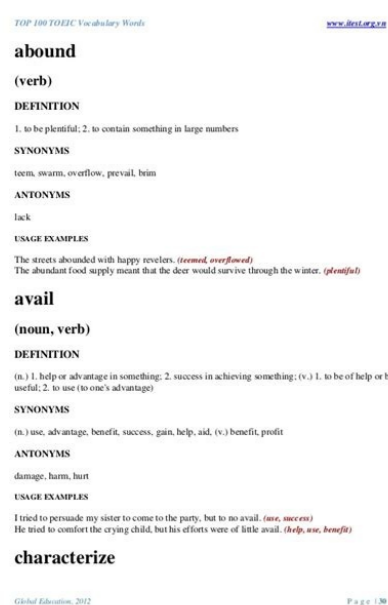 TOP 100 TOEIC Vocabulary Words www.itest.org.vn
abound
(verb)
DEFINITION
1. to be plentiful; 2. to contain something in large numbers
SYNONYMS
teem, swarm, overflow, prevail, brim
ANTONYMS
lack
USAGE EXAMPLES
The streets abounded with happy revelers. (teemed, overflowed)
The abundant food supply meant that the deer would survive through the winter. (plentiful)
avail
(noun, verb)
DEFINITION
(n.) 1. help or advantage in something; 2. success in achieving something; (v.) 1. to be of help or b
useful; 2. to use (to one's advantage)
SYNONYMS
(n.) use, advantage, benefit, success, gain, help, aid, (v.) benefit, profit
ANTONYMS
damage, harm, hurt
USAGE EXAMPLES
I tried to persuade my sister to come to the party, but to no avail. (use, success)
He tried to comfort the crying child, but his efforts were of little avail. (help, use, benefit)
characterize
Global Education, 2012 Page | 30